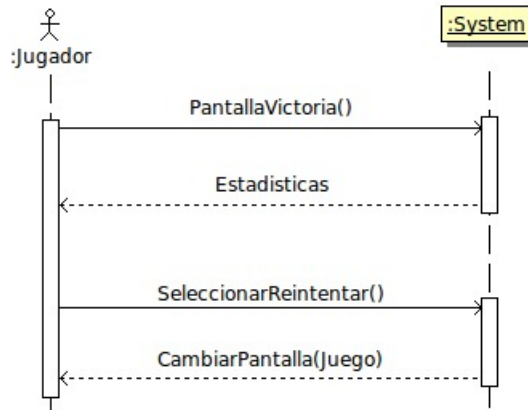 :Jugador
:System
PantallaVictoria()
Estadisticas
SeleccionarReintentar()
CambiarPantalla(Juego)